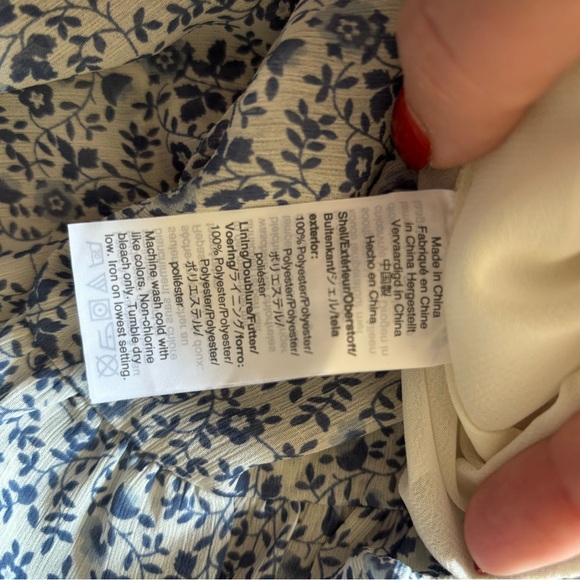 Made in China
Fabriqué en Chine
in China Hergestellt
Vervaardigd in China
中国製
Hecho en China
Shell/Extérieur/Oberstoff/
Buitenkant/シェル/tela
exterior:
100%Polyester/Polyester/
Polyester/Polyester/
ポリエステル/
poliéster
Lining/Doublure/Futter/
Voering/ライニング/forro:
100%Polyester/Polyester/
Polyester/Polyester/
ポリエステル/
poliéster
Machine wash cold with
like colors. Non-chlorine
bleach only. Tumble dry
low. Iron on lowest setting.